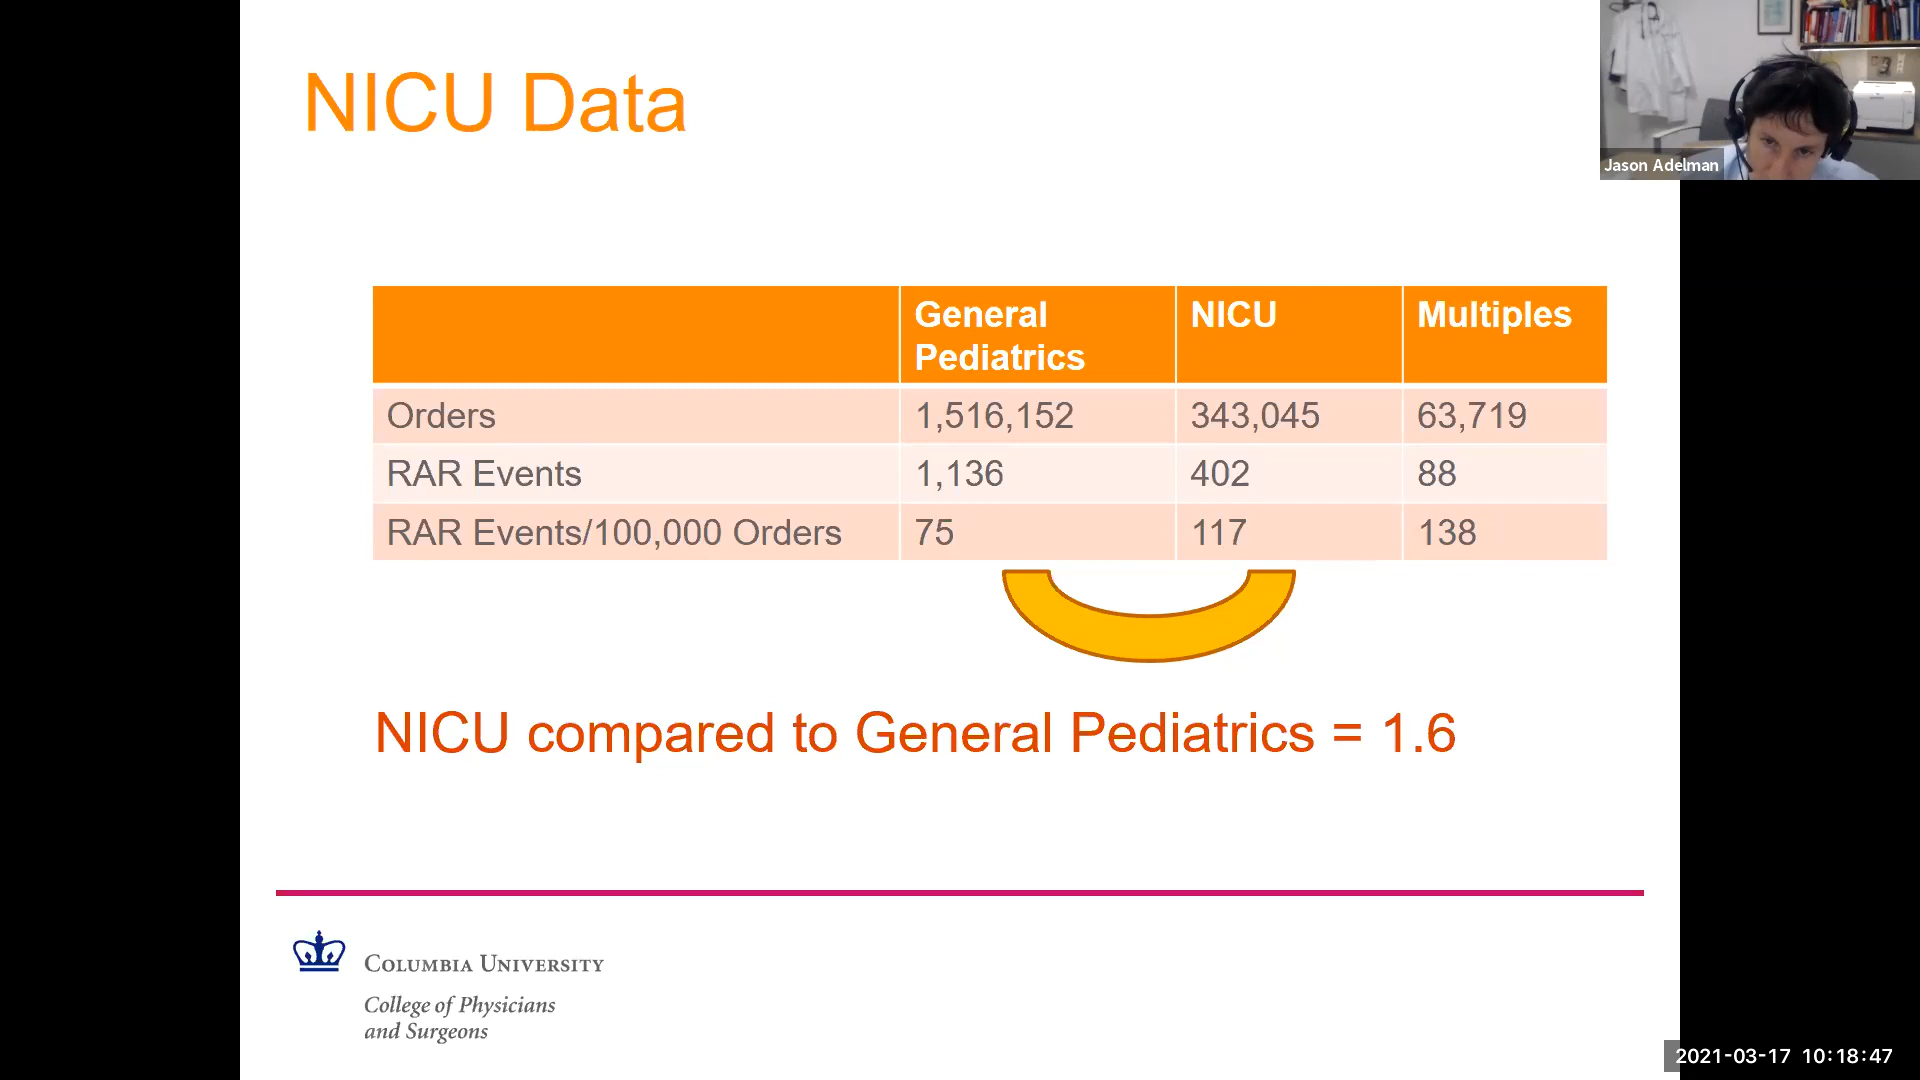 NICU Data
Jason Adelman
General Pediatrics NICU Multiples
Orders 1,516,152 343,045 63,719
RAR Events 1,136 402 88
RAR Events/100,000 Orders 75 117 138
NICU compared to General Pediatrics = 1.6
COLUMBIA UNIVERSITY
College of Physicians
and Surgeons
2021-03-17 10:18:47